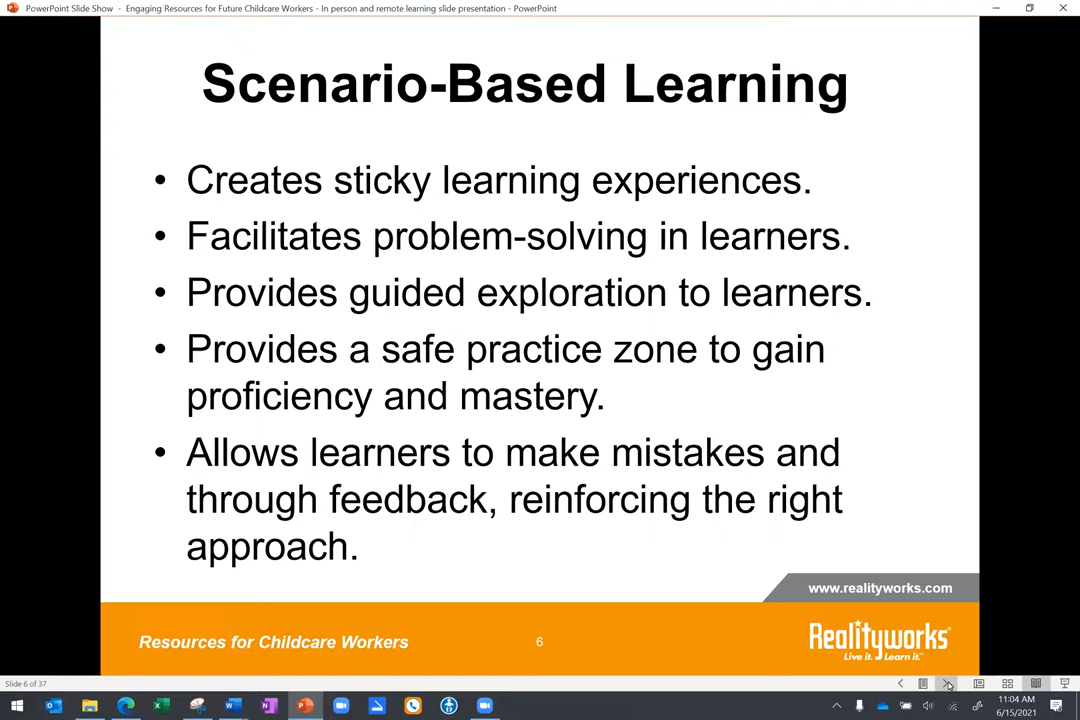 PowerPoint Slide Show - Engaging Resources for Future Childcare Workers - In person and remote learning slide presentation - PowerPoint
Scenario-Based Learning
• Creates sticky learning experiences.
• Facilitates problem-solving in learners.
• Provides guided exploration to learners.
• Provides a safe practice zone to gain
proficiency and mastery.
• Allows learners to make mistakes and
through feedback, reinforcing the right
approach.
www.realityworks.com
Resources for Childcare Workers
6
Realityworks
Live it. Learn it.™
Slide 6 of 37
11:04 AM
6/15/2021